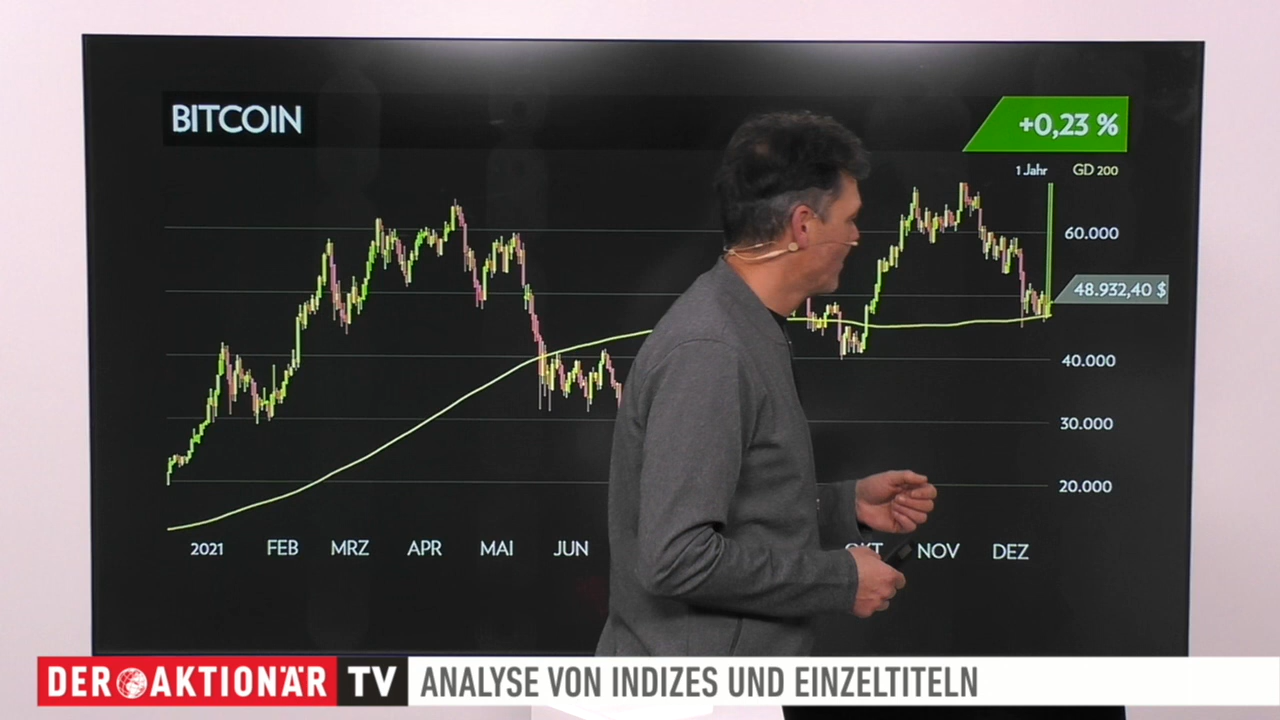 BITCOIN
+0,23 %
1 Jahr GD 200
60.000
48.932,40 $
40.000
30.000
20.000
2021 FEB MRZ APR MAI JUN OKT NOV DEZ
DER AKTIONÄR TV ANALYSE VON INDIZES UND EINZELTITELN